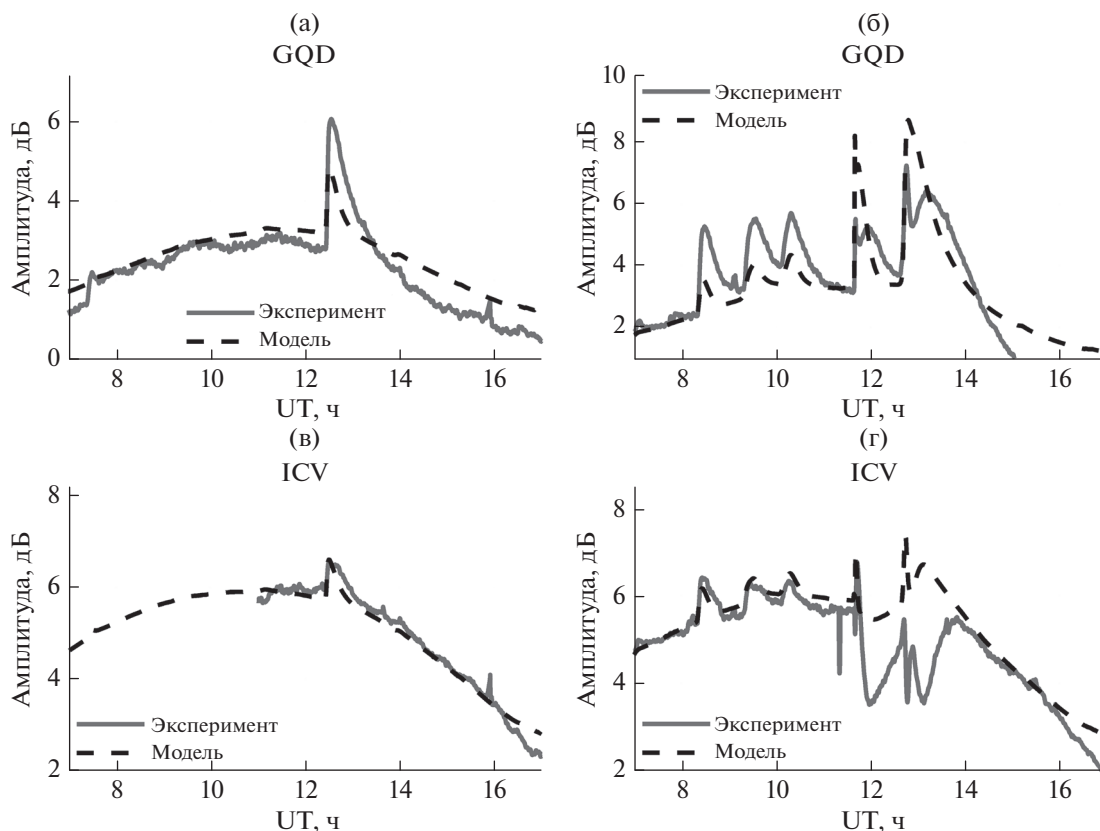 (а)
GQD
Амплитуда, дБ
6
4
2
0
Эксперимент
Модель
8 10 12 14 16
UT, ч
(б)
GQD
Амплитуда, дБ
10
8
6
4
2
Эксперимент
Модель
8 10 12 14 16
UT, ч
(в)
ICV
Амплитуда, дБ
8
6
4
2
Эксперимент
Модель
8 10 12 14 16
UT, ч
(г)
ICV
Амплитуда, дБ
8
6
4
2
Эксперимент
Модель
8 10 12 14 16
UT, ч